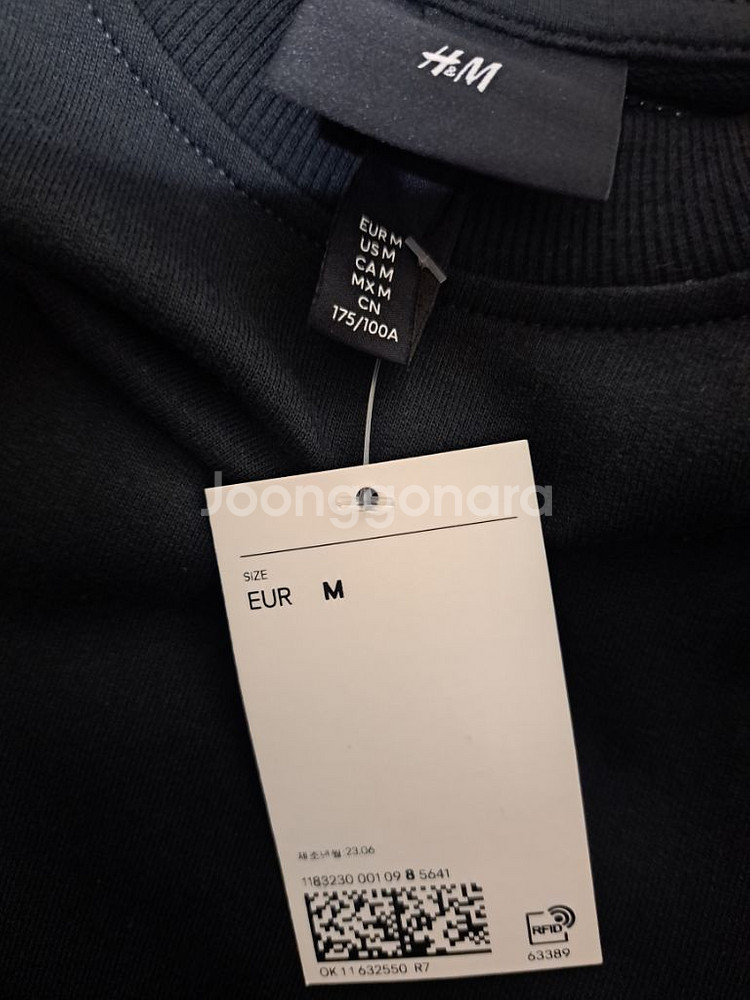 H&M
EUR M
US M
CA M
MX M
CN
175/100A
Joonggonara
SIZE
EUR M
제조년월 23.06
1183230 001 09 8 5641
RFID
63389
OK 11 632550 R7